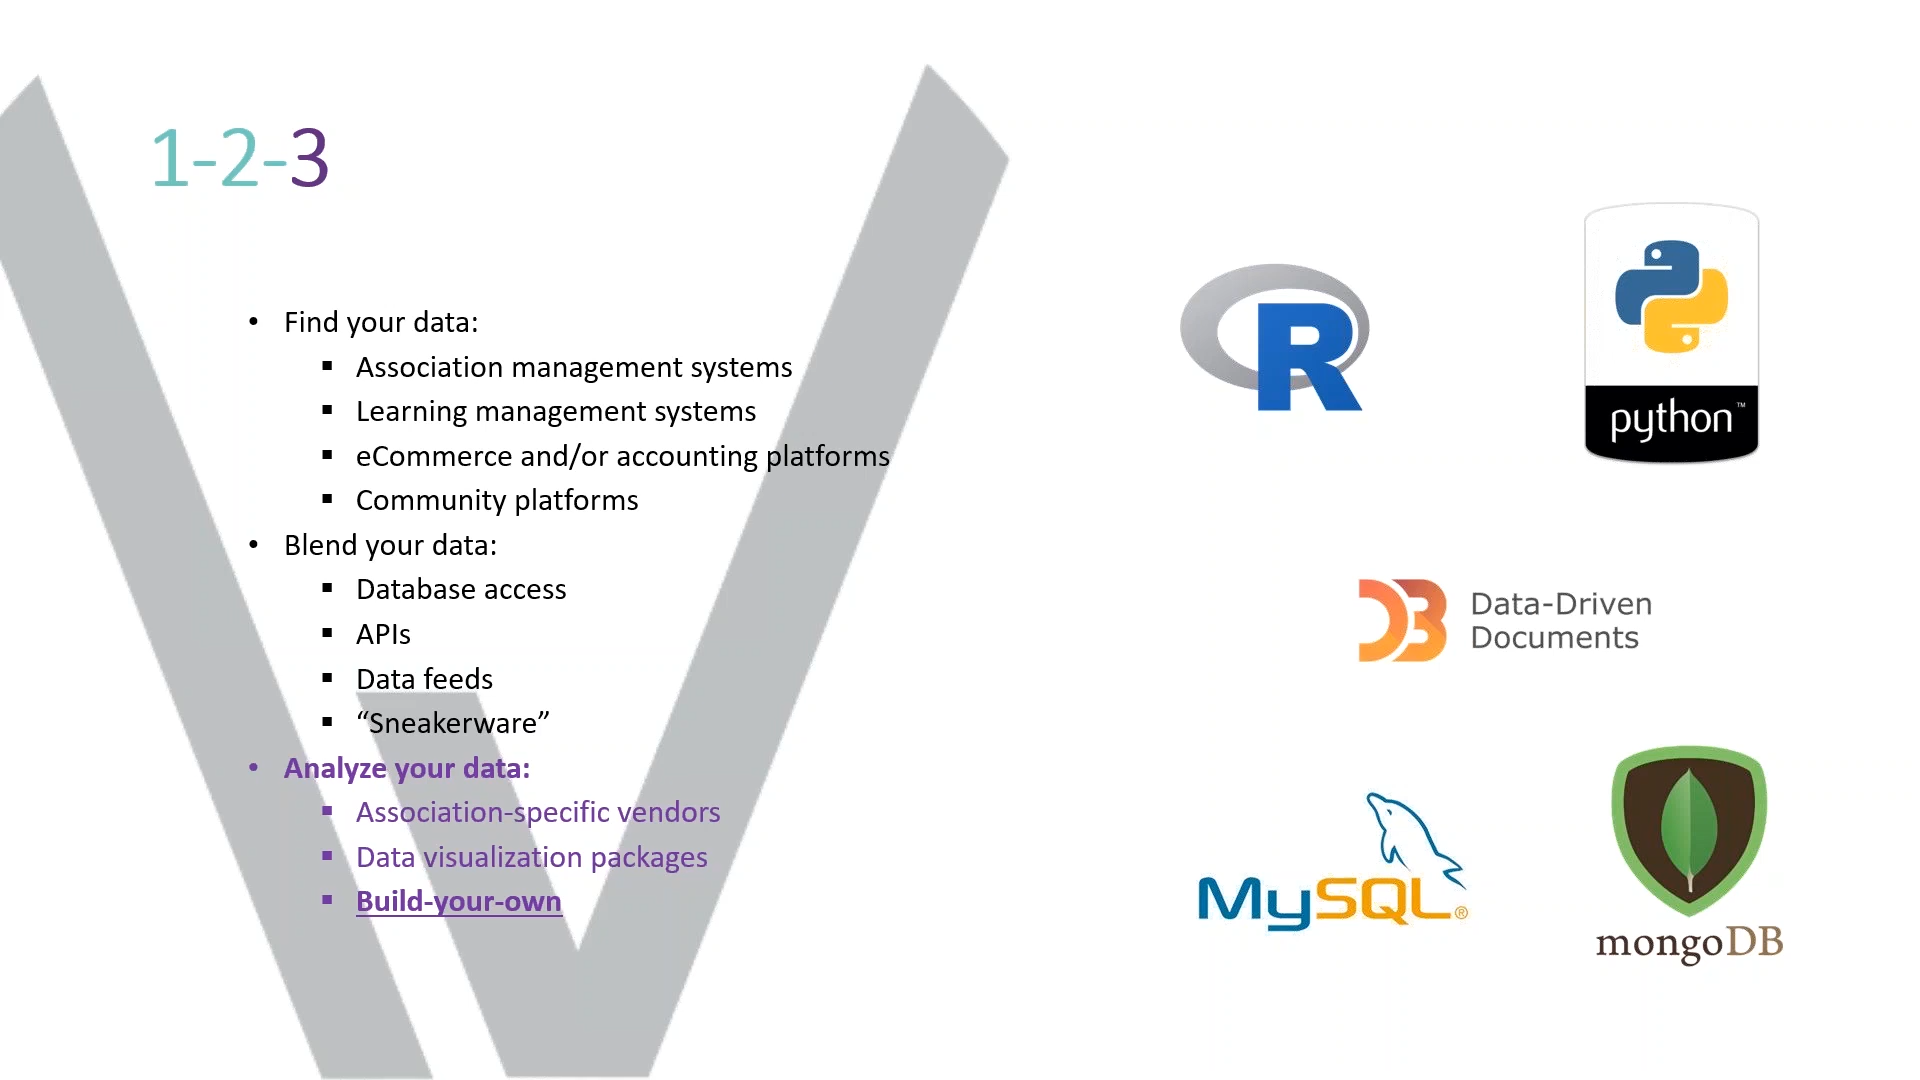 1-2-3
• Find your data:
▪ Association management systems
▪ Learning management systems
▪ eCommerce and/or accounting platforms
▪ Community platforms
• Blend your data:
▪ Database access
▪ APIs
▪ Data feeds
▪ “Sneakerware”
• Analyze your data:
▪ Association-specific vendors
▪ Data visualization packages
▪ Build-your-own
R
python™
D3 Data-Driven
Documents
MySQL®
mongoDB